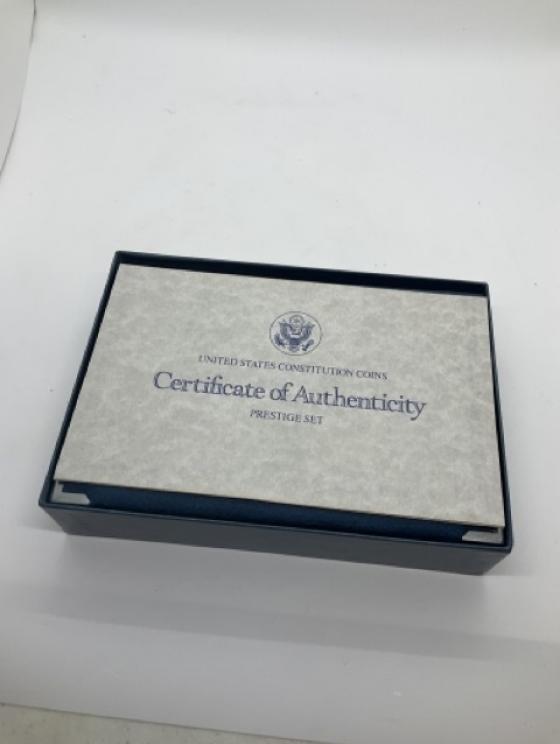 UNITED STATES CONSTITUTION COINS
Certificate of Authenticity
PRESTIGE SET